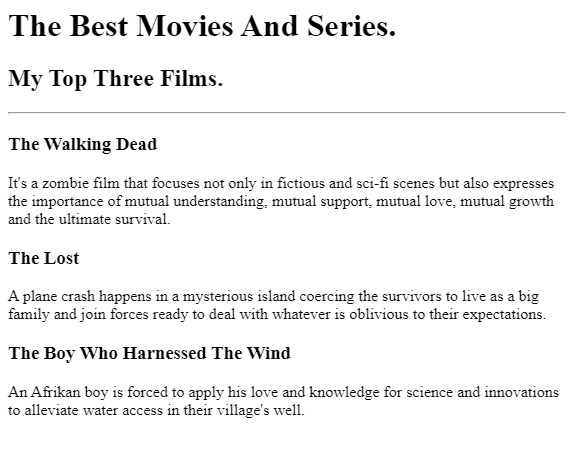 The Best Movies And Series.
My Top Three Films.
The Walking Dead
It's a zombie film that focuses not only in fictious and sci-fi scenes but also expresses
the importance of mutual understanding, mutual support, mutual love, mutual growth
and the ultimate survival.
The Lost
A plane crash happens in a mysterious island coercing the survivors to live as a big
family and join forces ready to deal with whatever is oblivious to their expectations.
The Boy Who Harnessed The Wind
An Afrikan boy is forced to apply his love and knowledge for science and innovations
to alleviate water access in their village's well.